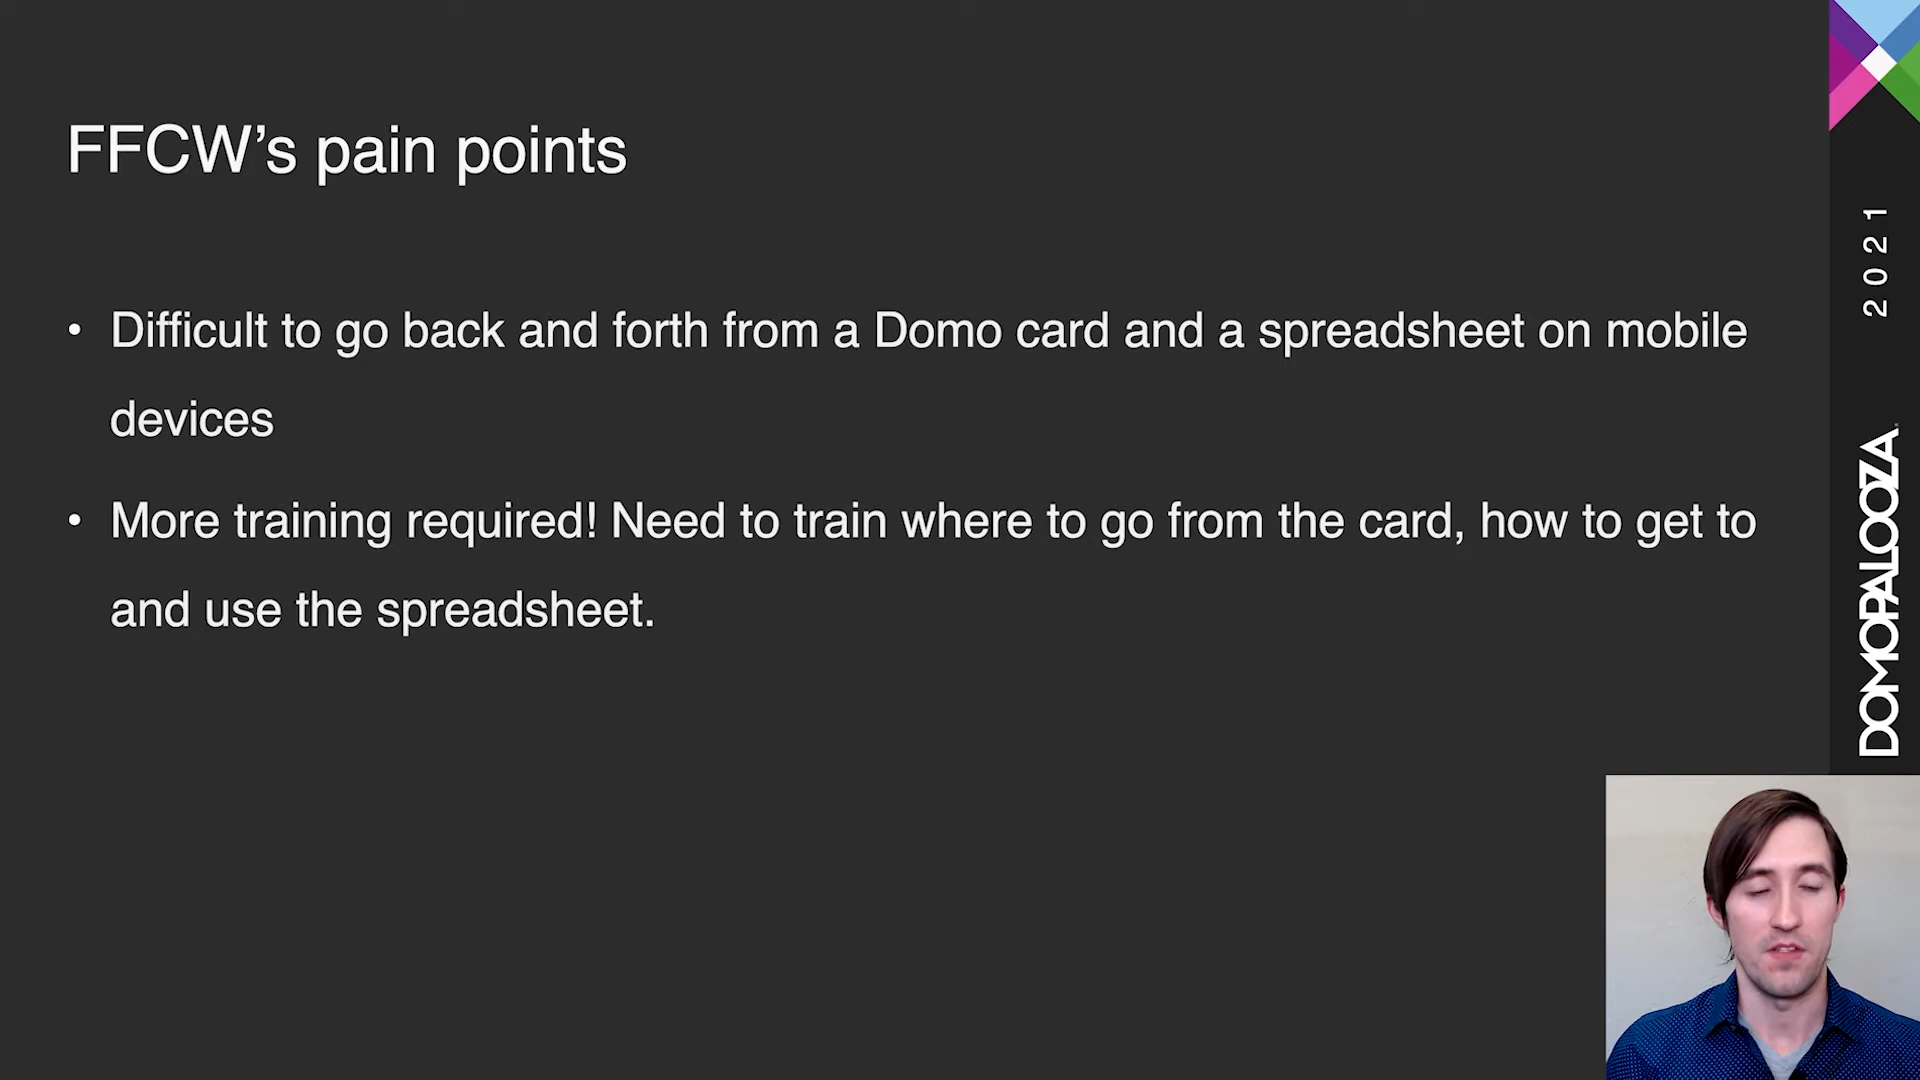 FFCW’s pain points
• Difficult to go back and forth from a Domo card and a spreadsheet on mobile
devices
• More training required! Need to train where to go from the card, how to get to
and use the spreadsheet.
2021
DOMOPALOOZA